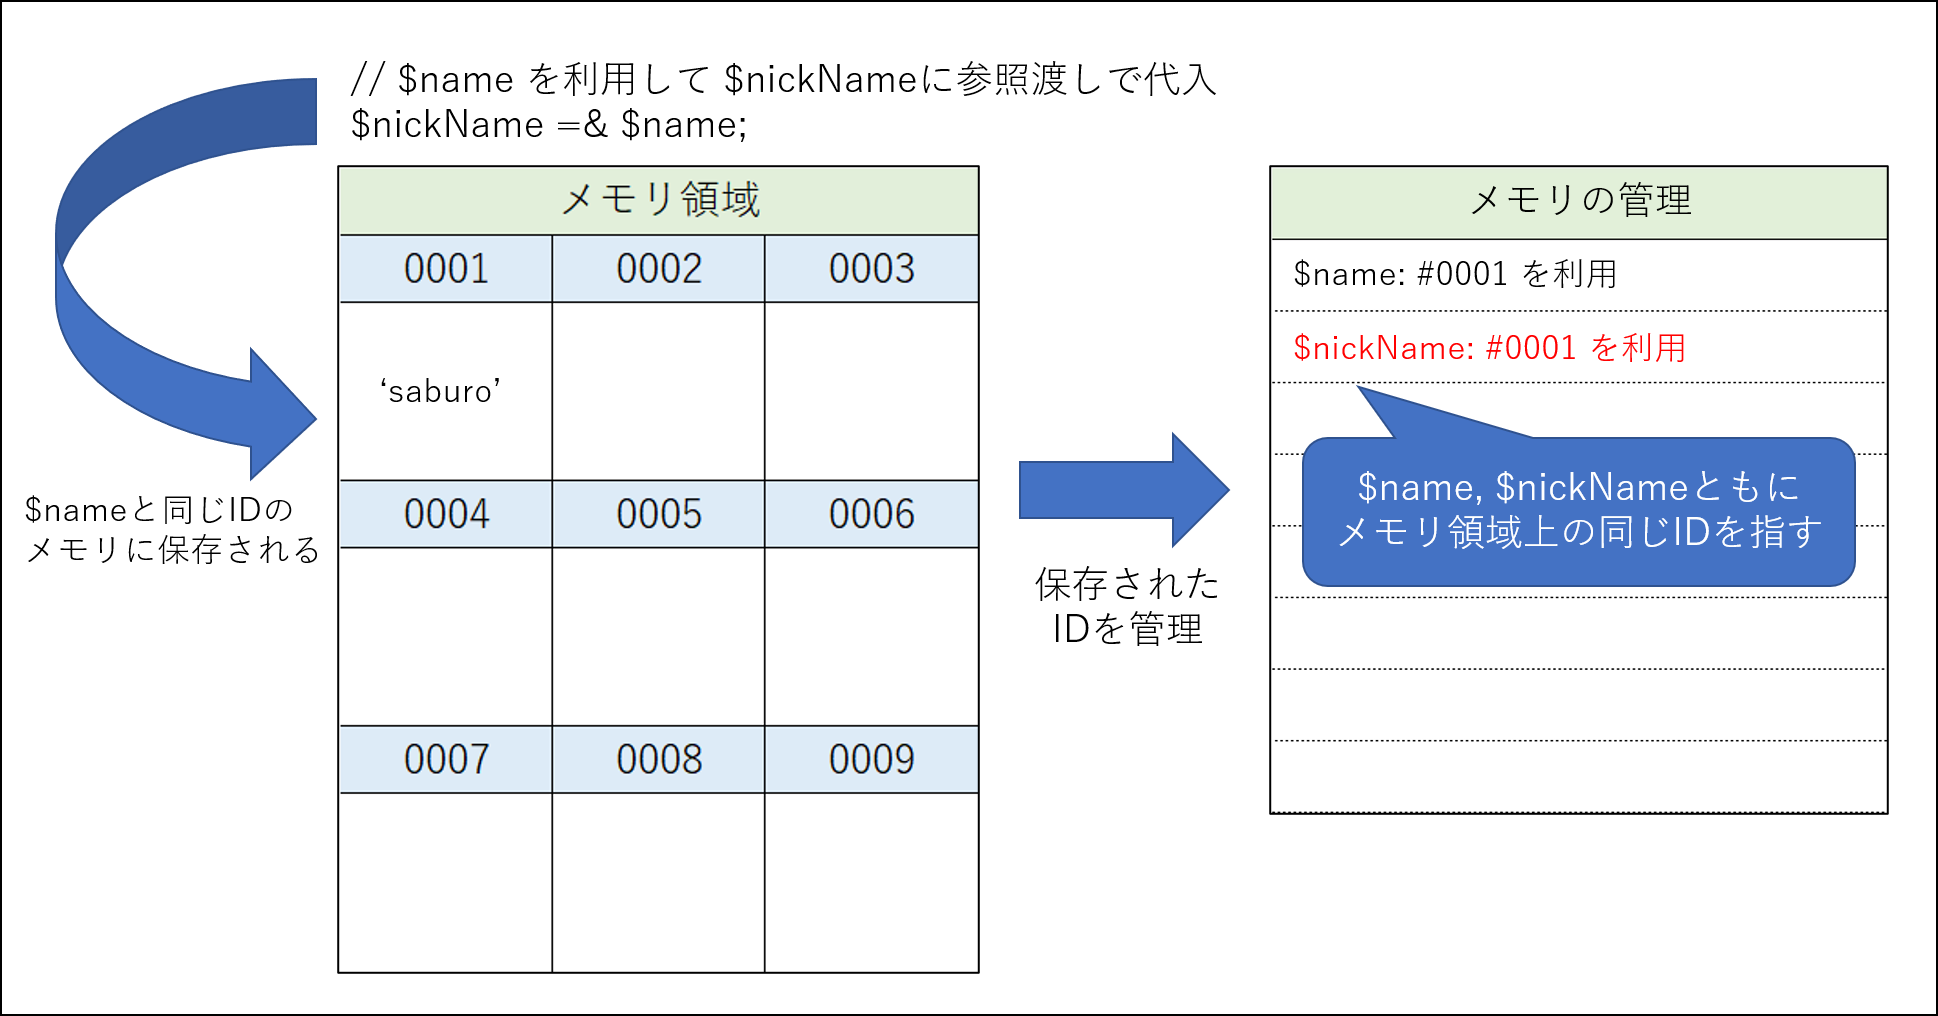 // $name を利用して $nickNameに参照渡しで代入
$nickName =& $name;
メモリ領域
0001 0002 0003
‘saburo’
0004 0005 0006
0007 0008 0009
$nameと同じIDの
メモリに保存される
保存された
IDを管理
メモリの管理
$name: #0001 を利用
$nickName: #0001 を利用
$name, $nickNameともに
メモリ領域上の同じIDを指す